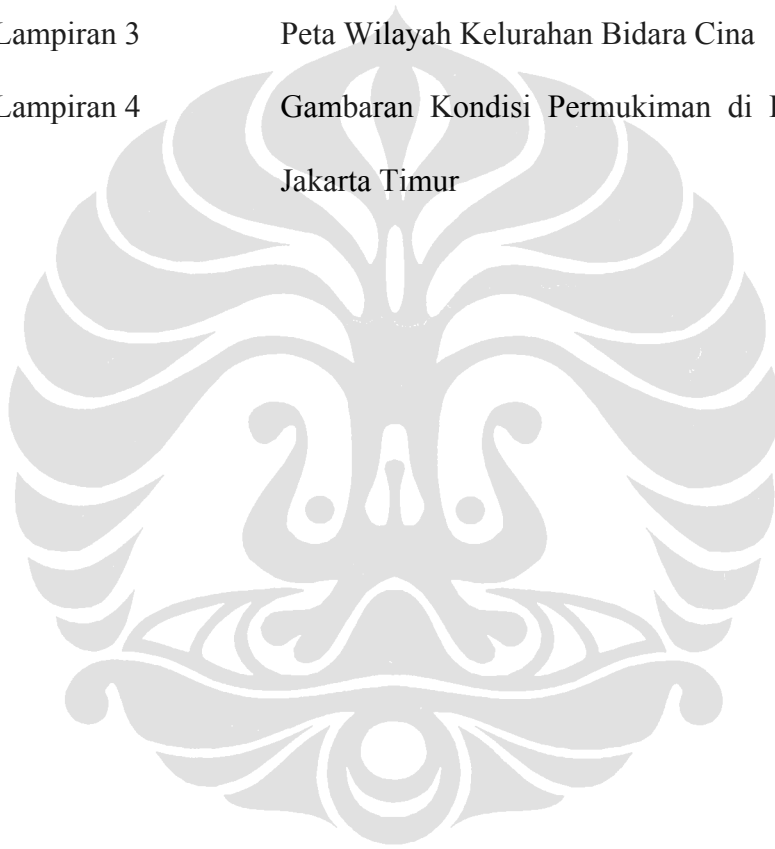 Lampiran 3 Peta Wilayah Kelurahan Bidara Cina
Lampiran 4 Gambaran Kondisi Permukiman di
Jakarta Timur